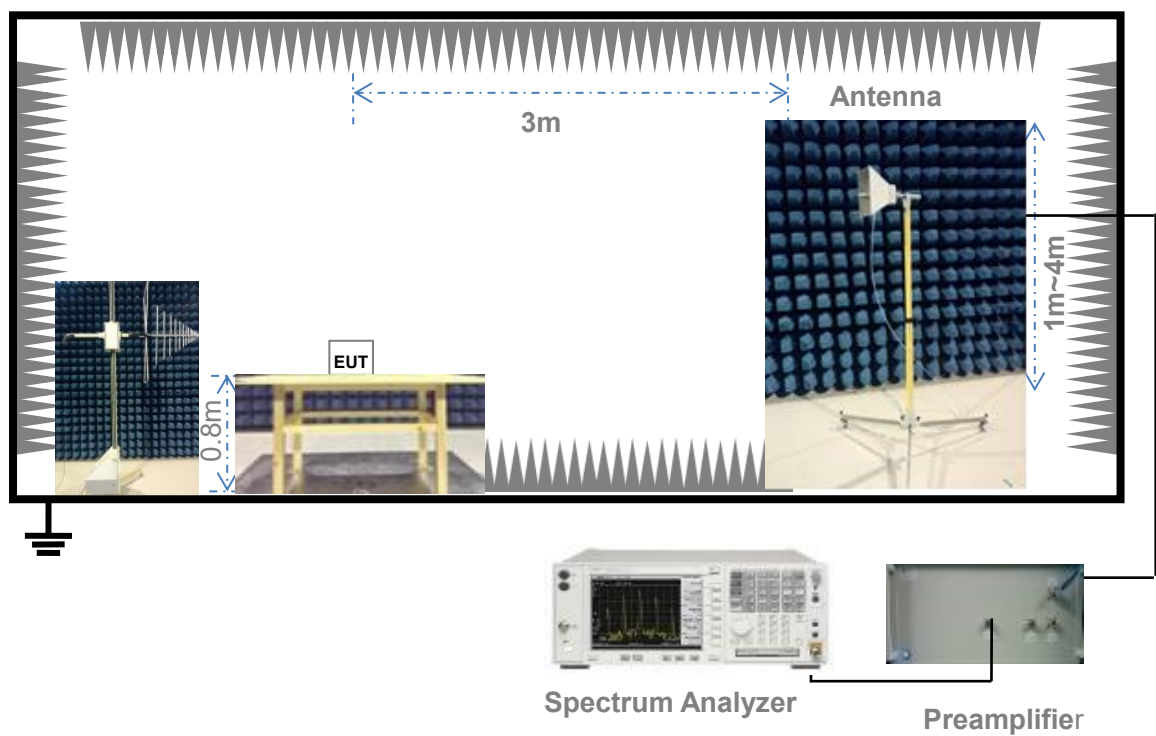 Antenna
3m
1m~4m
EUT
0.8m
Spectrum Analyzer
Preamplifier